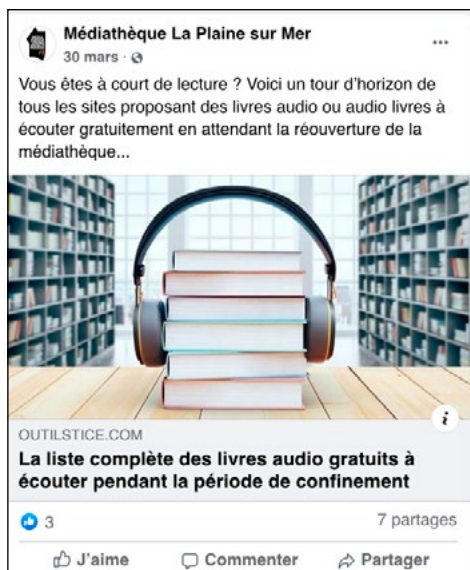 Médiathèque La Plaine sur Mer
30 mars ·
Vous êtes à court de lecture ? Voici un tour d'horizon de
tous les sites proposant des livres audio ou audio livres à
écouter gratuitement en attendant la réouverture de la
médiathèque...
OUTILSTICE.COM
La liste complète des livres audio gratuits à
écouter pendant la période de confinement
3
7 partages
J'aime
Commenter
Partager